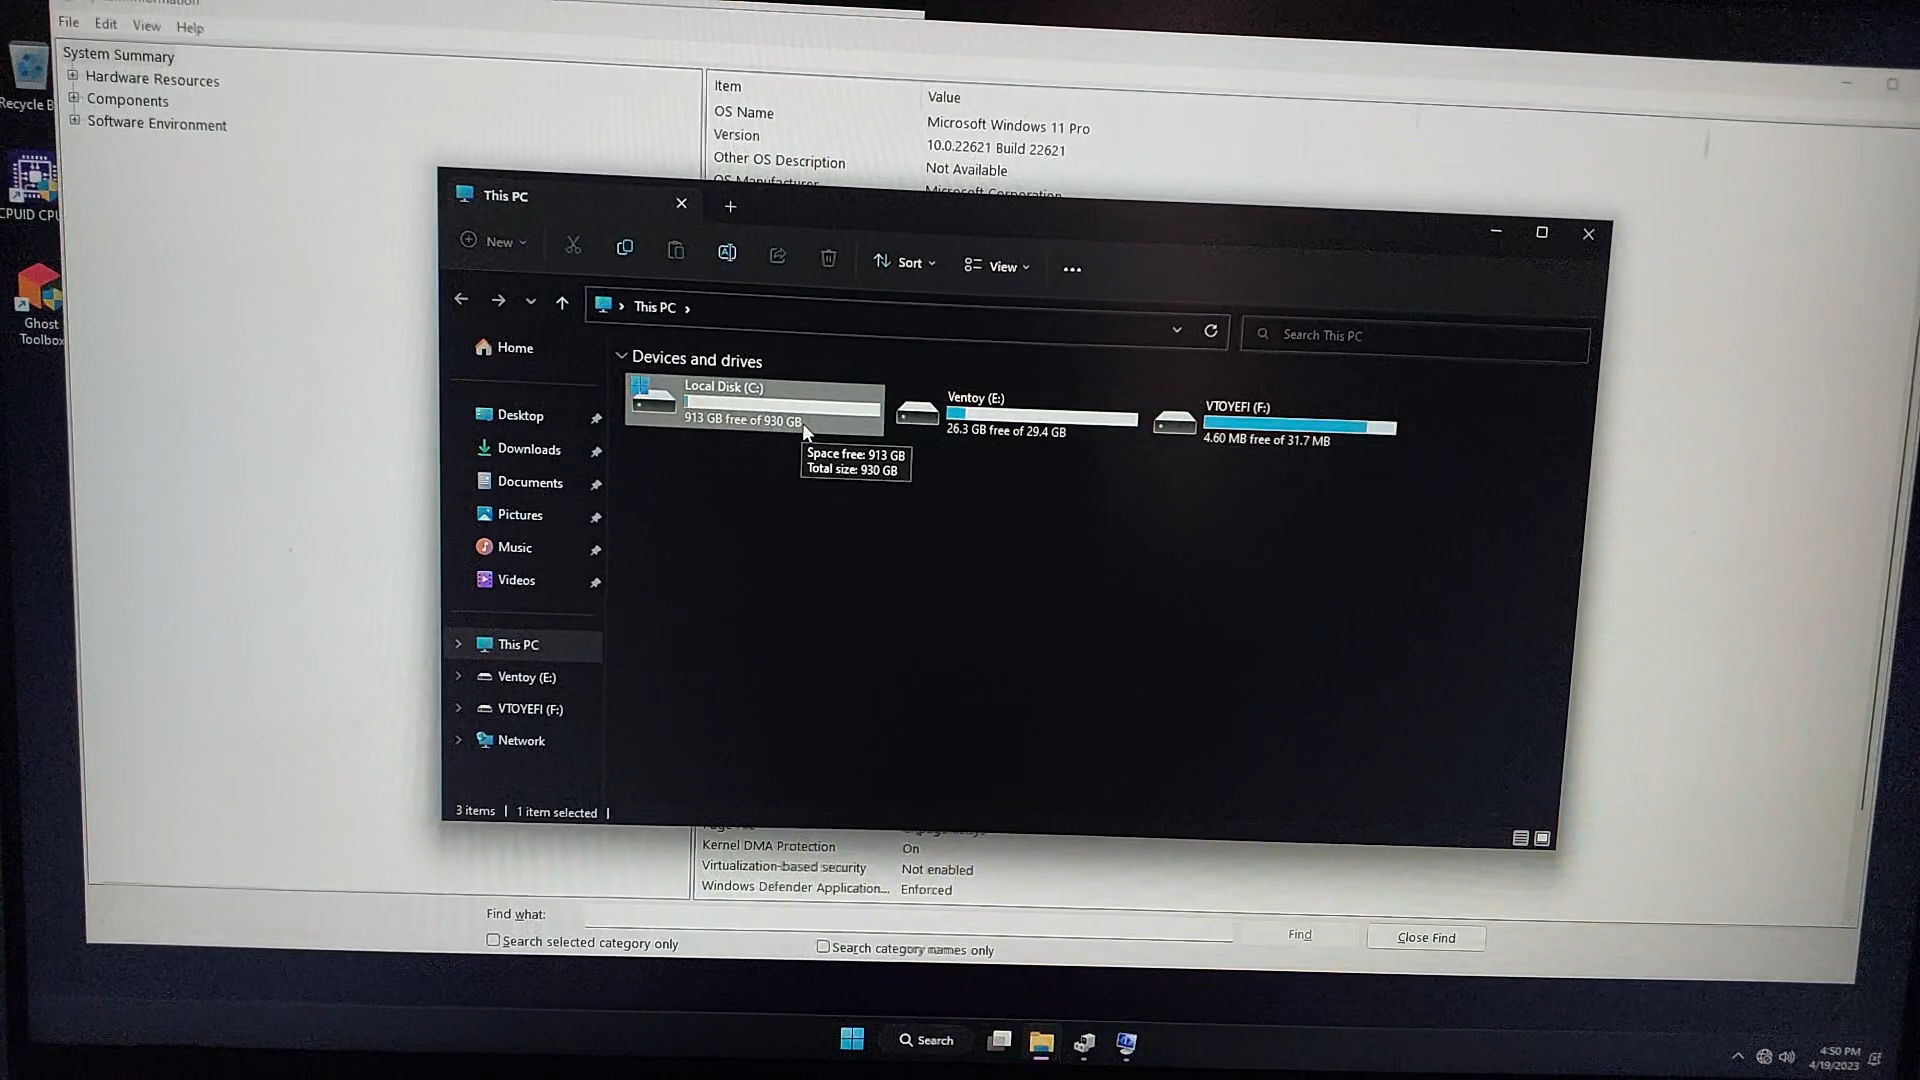 File Edit View Help
System Summary
Hardware Resources
Components
Software Environment
Item Value
OS Name Microsoft Windows 11 Pro
Version 10.0.22621 Build 22621
Other OS Description Not Available
OS Manufacturer Microsoft Corporation
Recycle B
CPUID CPU
Ghost
Toolbox
This PC
New
Sort
View
This PC
Search This PC
Home
Desktop
Downloads
Documents
Pictures
Music
Videos
This PC
Ventoy (E:)
VTOYEFI (F:)
Network
Devices and drives
Local Disk (C:)
913 GB free of 930 GB
Space free: 913 GB
Total size: 930 GB
Ventoy (E:)
26.3 GB free of 29.4 GB
VTOYEFI (F:)
4.60 MB free of 31.7 MB
3 items 1 item selected
Kernel DMA Protection On
Virtualization-based security Not enabled
Windows Defender Application... Enforced
Find what:
Find
Close Find
Search selected category only
Search category names only
Search
4:50 PM
4/19/2023